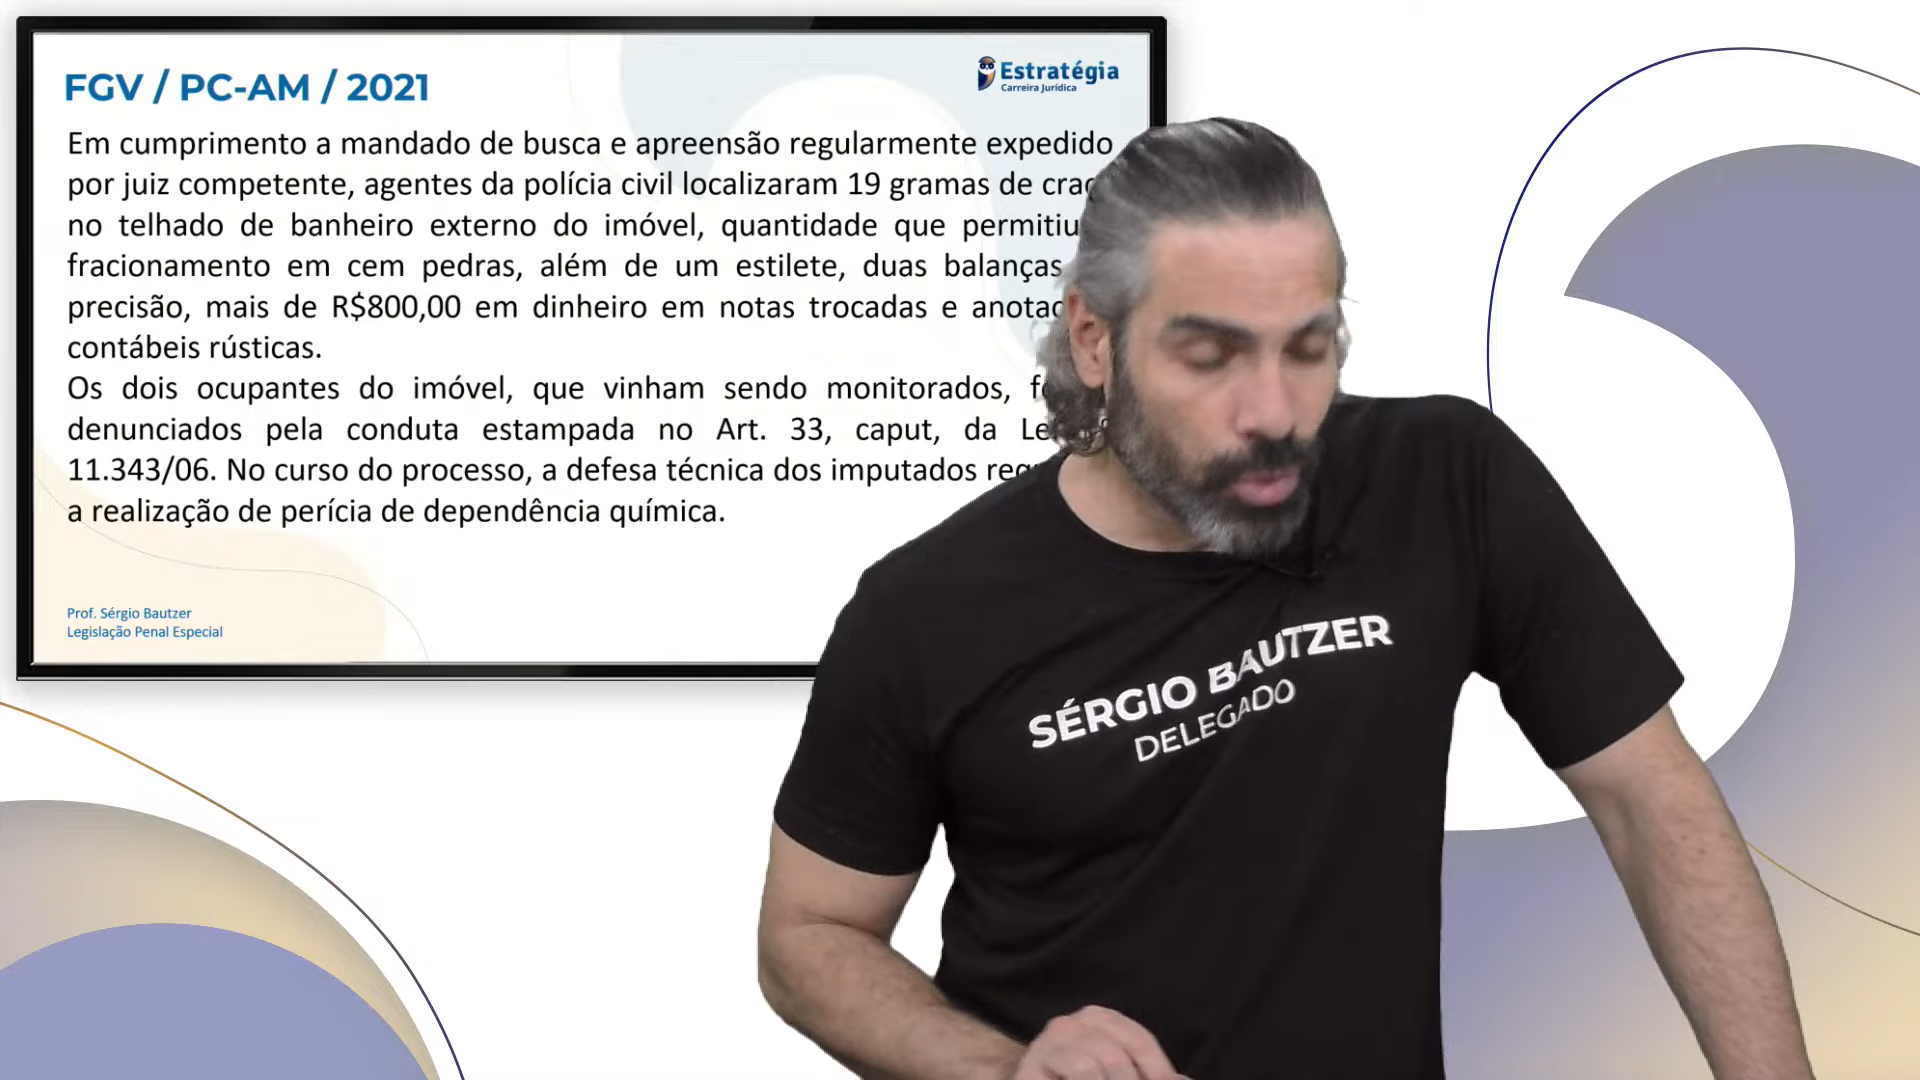 FGV / PC-AM / 2021
Estratégia
Carreira Jurídica
Em cumprimento a mandado de busca e apreensão regularmente expedido
por juiz competente, agentes da polícia civil localizaram 19 gramas de
no telhado de banheiro externo do imóvel, quantidade que permitiu
fracionamento em cem pedras, além de um estilete, duas balanças
precisão, mais de R$800,00 em dinheiro em notas trocadas e
contábeis rústicas.
Os dois ocupantes do imóvel, que vinham sendo monitorados,
denunciados pela conduta estampada no Art. 33, caput, da
11.343/06. No curso do processo, a defesa técnica dos imputados
a realização de perícia de dependência química.
Prof. Sérgio Bautzer
Legislação Penal Especial
SÉRGIO BAUTZER
DELEGADO